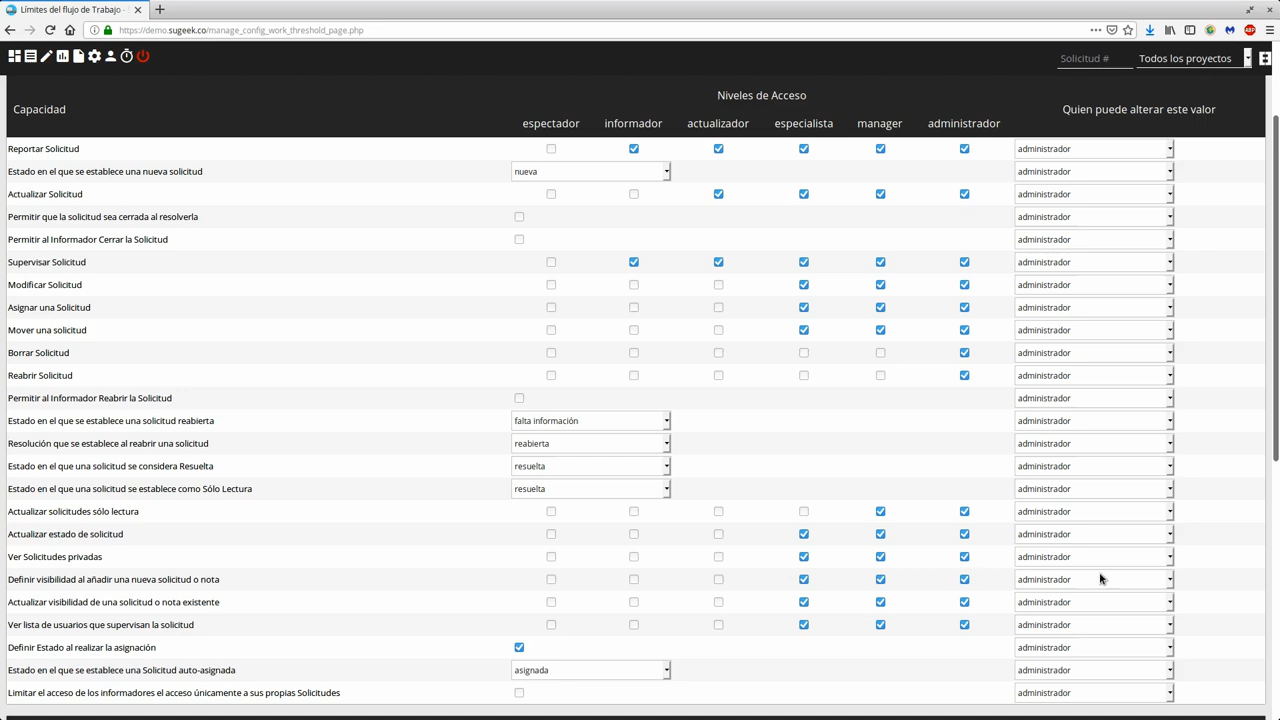 Límites del flujo de Trabajo -
https://demo.sugeek.co/manage_config_work_threshold_page.php
ABP
Solicitud # Todos los proyectos
Capacidad Niveles de Acceso Quien puede alterar este valor
espectador informador actualizador especialista manager administrador
Reportar Solicitud administrador
Estado en el que se establece una nueva solicitud nueva administrador
Actualizar Solicitud administrador
Permitir que la solicitud sea cerrada al resolverla administrador
Permitir al Informador Cerrar la Solicitud administrador
Supervisar Solicitud administrador
Modificar Solicitud administrador
Asignar una Solicitud administrador
Mover una solicitud administrador
Borrar Solicitud administrador
Reabrir Solicitud administrador
Permitir al Informador Reabrir la Solicitud administrador
Estado en el que se establece una solicitud reabierta falta información administrador
Resolución que se establece al reabrir una solicitud reabierta administrador
Estado en el que una solicitud se considera Resuelta resuelta administrador
Estado en el que una solicitud se establece como Sólo Lectura resuelta administrador
Actualizar solicitudes sólo lectura administrador
Actualizar estado de solicitud administrador
Ver Solicitudes privadas administrador
Definir visibilidad al añadir una nueva solicitud o nota administrador
Actualizar visibilidad de una solicitud o nota existente administrador
Ver lista de usuarios que supervisan la solicitud administrador
Definir Estado al realizar la asignación administrador
Estado en el que se establece una Solicitud auto-asignada asignada administrador
Limitar el acceso de los informadores el acceso únicamente a sus propias Solicitudes administrador